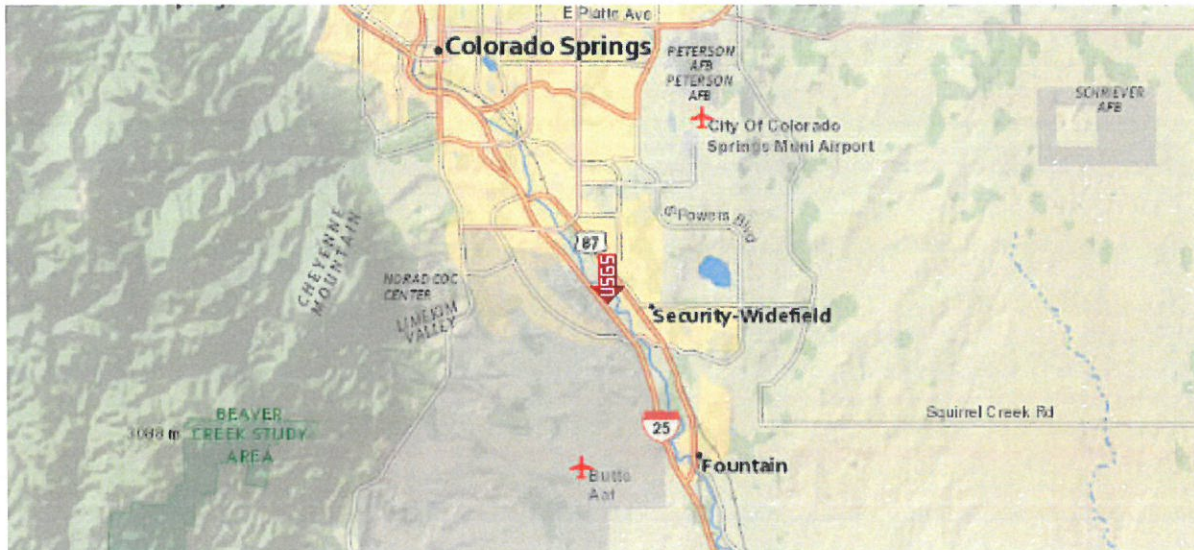 E Platte Ave
Colorado Springs
PETERSON
AFB
PETERSON
AFB
SCHRIEVER
AFB
City Of Colorado
Springs Muni Airport
S Powers Blvd
87
CHEYENNE
MOUNTAIN
NORAD COC
CENTER
USGS
LIMEKILN
VALLEY
Security-Widefield
BEAVER
CREEK STUDY
AREA
3088 m
Squirrel Creek Rd
25
Fountain
Butts
Aaf